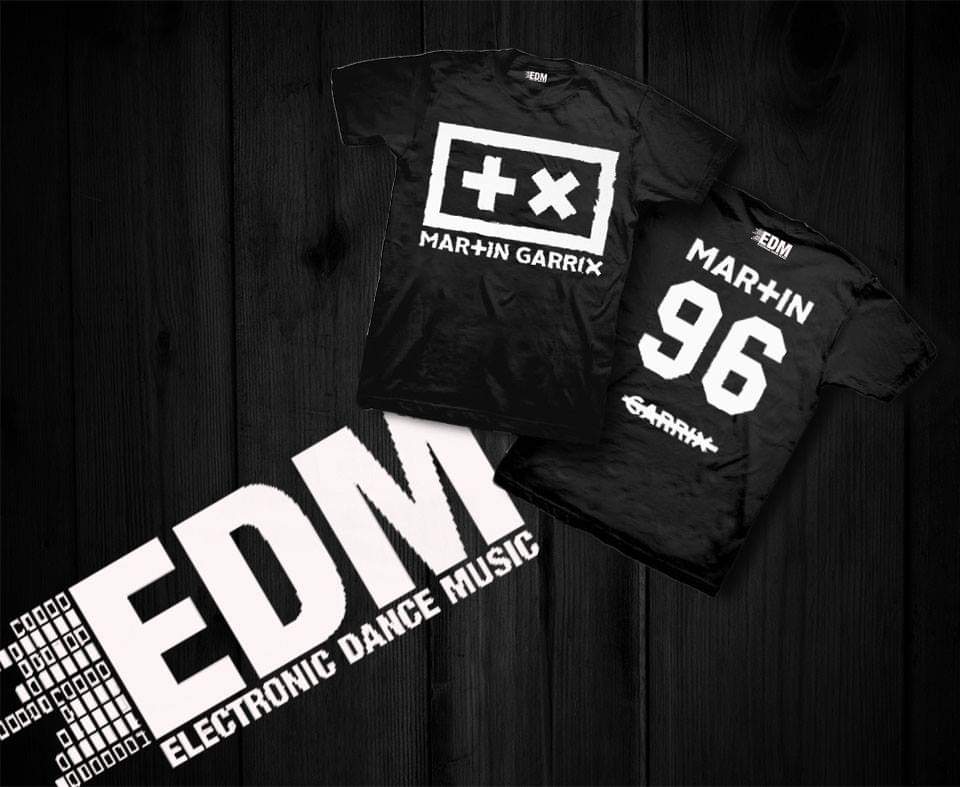 EDM
+×
MAR+IN GARRIX
EDM
MAR+IN
96
GARRIX
EDM
ELECTRONIC DANCE MUSIC